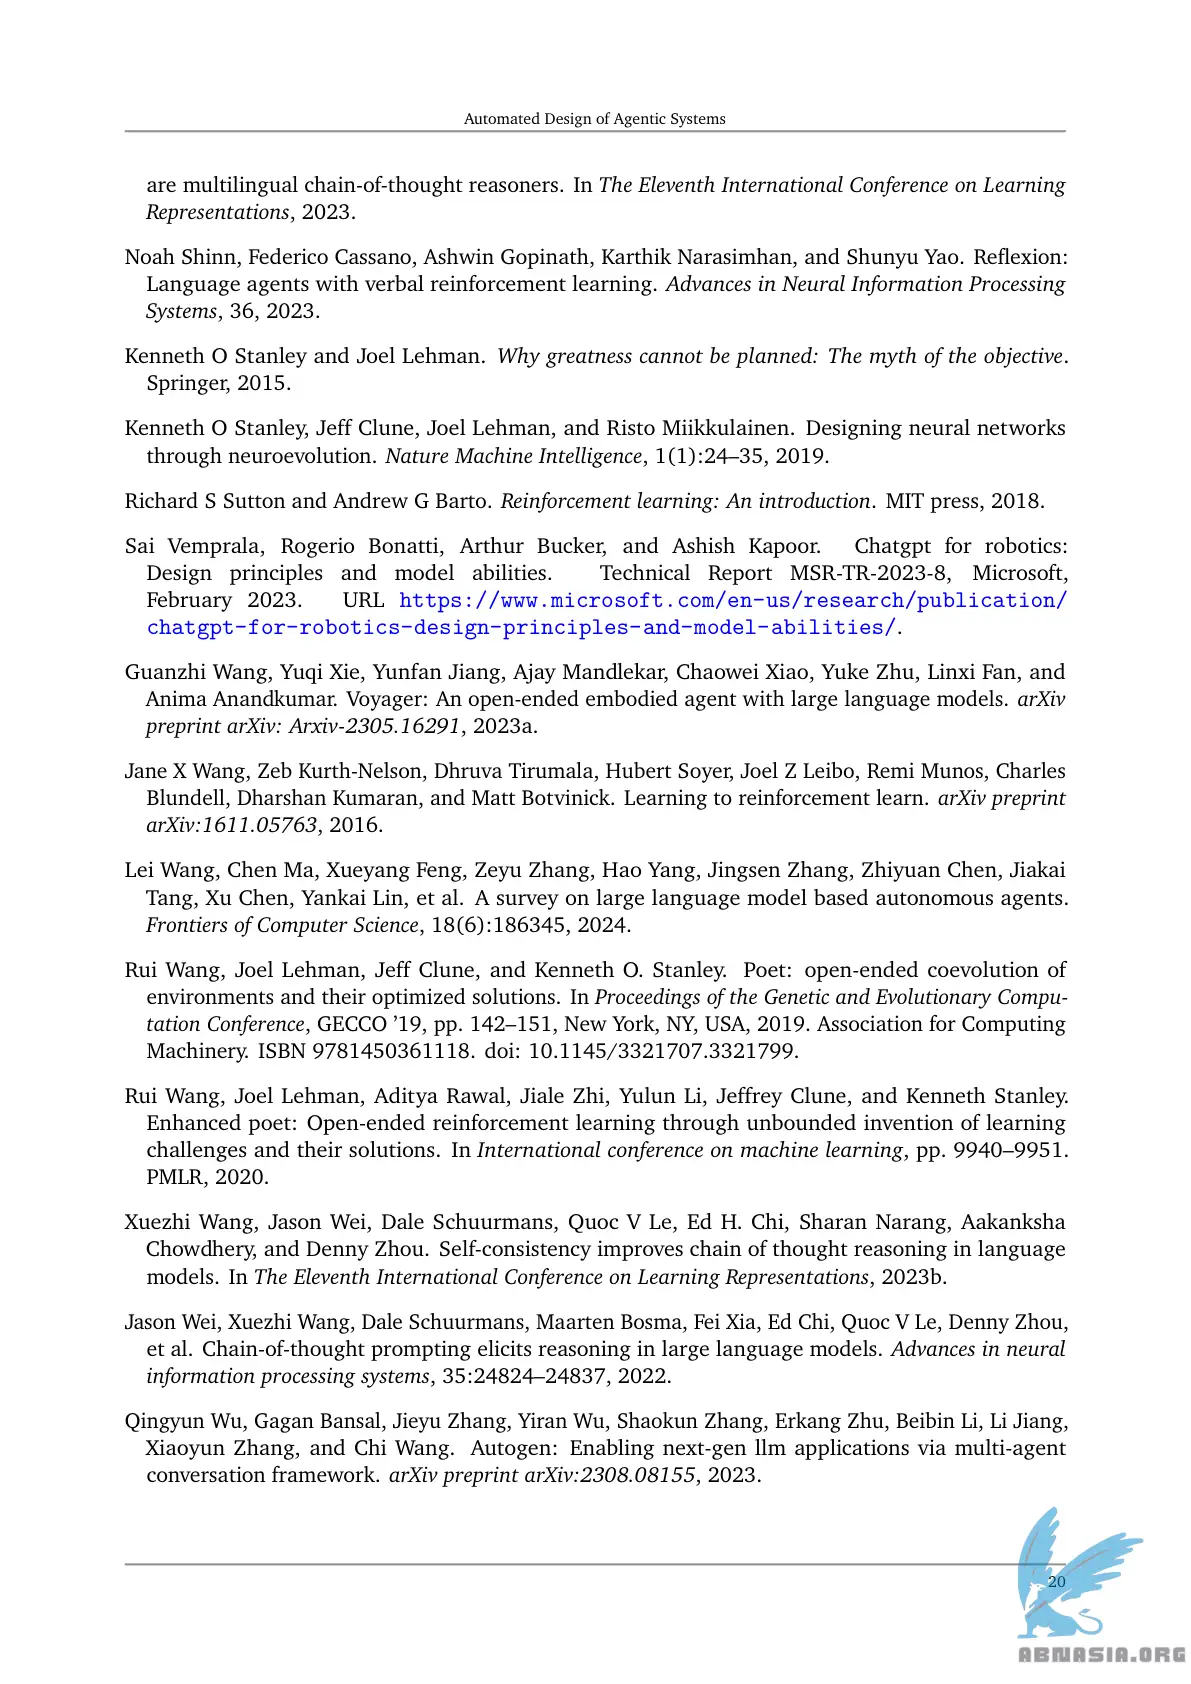 Automated Design of Agentic Systems
are multilingual chain-of-thought reasoners. In The Eleventh International Conference on Learning
Representations, 2023.
Noah Shinn, Federico Cassano, Ashwin Gopinath, Karthik Narasimhan, and Shunyu Yao. Reflexion:
Language agents with verbal reinforcement learning. Advances in Neural Information Processing
Systems, 36, 2023.
Kenneth O Stanley and Joel Lehman. Why greatness cannot be planned: The myth of the objective.
Springer, 2015.
Kenneth O Stanley, Jeff Clune, Joel Lehman, and Risto Miikkulainen. Designing neural networks
through neuroevolution. Nature Machine Intelligence, 1(1):24–35, 2019.
Richard S Sutton and Andrew G Barto. Reinforcement learning: An introduction. MIT press, 2018.
Sai Vemprala, Rogerio Bonatti, Arthur Bucker, and Ashish Kapoor. Chatgpt for robotics:
Design principles and model abilities. Technical Report MSR-TR-2023-8, Microsoft,
February 2023. URL https://www.microsoft.com/en-us/research/publication/
chatgpt-for-robotics-design-principles-and-model-abilities/.
Guanzhi Wang, Yuqi Xie, Yunfan Jiang, Ajay Mandlekar, Chaowei Xiao, Yuke Zhu, Linxi Fan, and
Anima Anandkumar. Voyager: An open-ended embodied agent with large language models. arXiv
preprint arXiv: Arxiv-2305.16291, 2023a.
Jane X Wang, Zeb Kurth-Nelson, Dhruva Tirumala, Hubert Soyer, Joel Z Leibo, Remi Munos, Charles
Blundell, Dharshan Kumaran, and Matt Botvinick. Learning to reinforcement learn. arXiv preprint
arXiv:1611.05763, 2016.
Lei Wang, Chen Ma, Xueyang Feng, Zeyu Zhang, Hao Yang, Jingsen Zhang, Zhiyuan Chen, Jiakai
Tang, Xu Chen, Yankai Lin, et al. A survey on large language model based autonomous agents.
Frontiers of Computer Science, 18(6):186345, 2024.
Rui Wang, Joel Lehman, Jeff Clune, and Kenneth O. Stanley. Poet: open-ended coevolution of
environments and their optimized solutions. In Proceedings of the Genetic and Evolutionary Compu-
tation Conference, GECCO ’19, pp. 142–151, New York, NY, USA, 2019. Association for Computing
Machinery. ISBN 9781450361118. doi: 10.1145/3321707.3321799.
Rui Wang, Joel Lehman, Aditya Rawal, Jiale Zhi, Yulun Li, Jeffrey Clune, and Kenneth Stanley.
Enhanced poet: Open-ended reinforcement learning through unbounded invention of learning
challenges and their solutions. In International conference on machine learning, pp. 9940–9951.
PMLR, 2020.
Xuezhi Wang, Jason Wei, Dale Schuurmans, Quoc V Le, Ed H. Chi, Sharan Narang, Aakanksha
Chowdhery, and Denny Zhou. Self-consistency improves chain of thought reasoning in language
models. In The Eleventh International Conference on Learning Representations, 2023b.
Jason Wei, Xuezhi Wang, Dale Schuurmans, Maarten Bosma, Fei Xia, Ed Chi, Quoc V Le, Denny Zhou,
et al. Chain-of-thought prompting elicits reasoning in large language models. Advances in neural
information processing systems, 35:24824–24837, 2022.
Qingyun Wu, Gagan Bansal, Jieyu Zhang, Yiran Wu, Shaokun Zhang, Erkang Zhu, Beibin Li, Li Jiang,
Xiaoyun Zhang, and Chi Wang. Autogen: Enabling next-gen llm applications via multi-agent
conversation framework. arXiv preprint arXiv:2308.08155, 2023.
20
ABNASIA.ORG